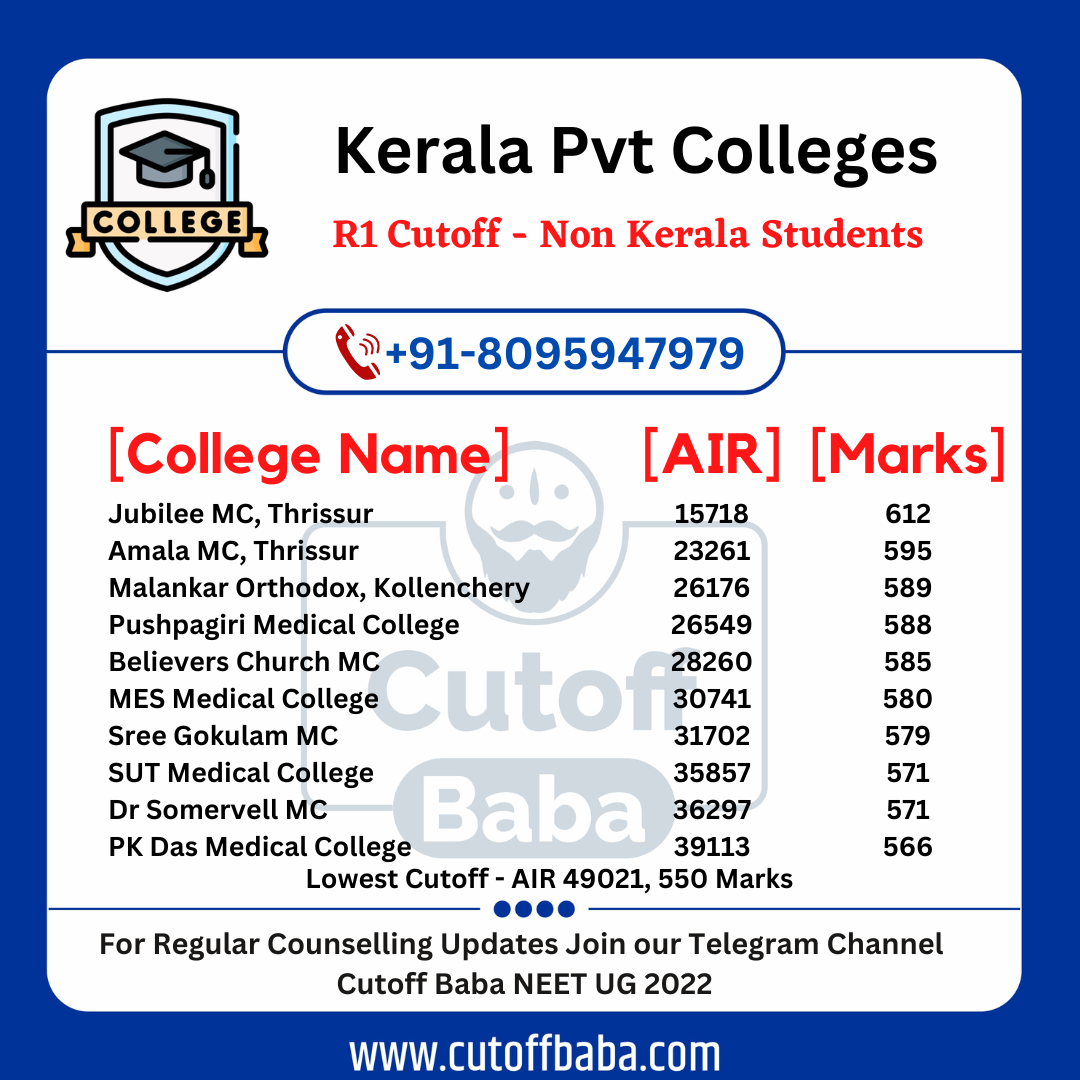 COLLEGE
Kerala Pvt Colleges
R1 Cutoff - Non Kerala Students
+91-8095947979
[College Name] [AIR] [Marks]
Jubilee MC, Thrissur 15718 612
Amala MC, Thrissur 23261 595
Malankar Orthodox, Kollenchery 26176 589
Pushpagiri Medical College 26549 588
Believers Church MC 28260 585
MES Medical College 30741 580
Sree Gokulam MC 31702 579
SUT Medical College 35857 571
Dr Somervell MC 36297 571
PK Das Medical College 39113 566
Cutoff
Baba
Lowest Cutoff - AIR 49021, 550 Marks
For Regular Counselling Updates Join our Telegram Channel
Cutoff Baba NEET UG 2022
www.cutoffbaba.com